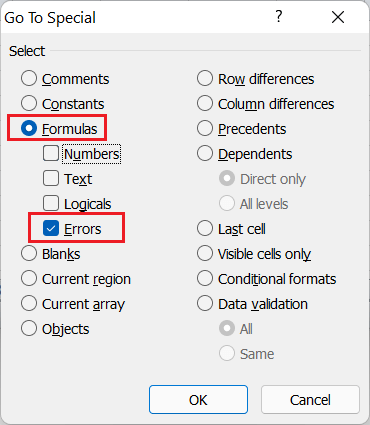 Go To Special
?
Select
Comments
Constants
Formulas
Numbers
Text
Logicals
Errors
Blanks
Current region
Current array
Objects
Row differences
Column differences
Precedents
Dependents
Direct only
All levels
Last cell
Visible cells only
Conditional formats
Data validation
All
Same
OK
Cancel